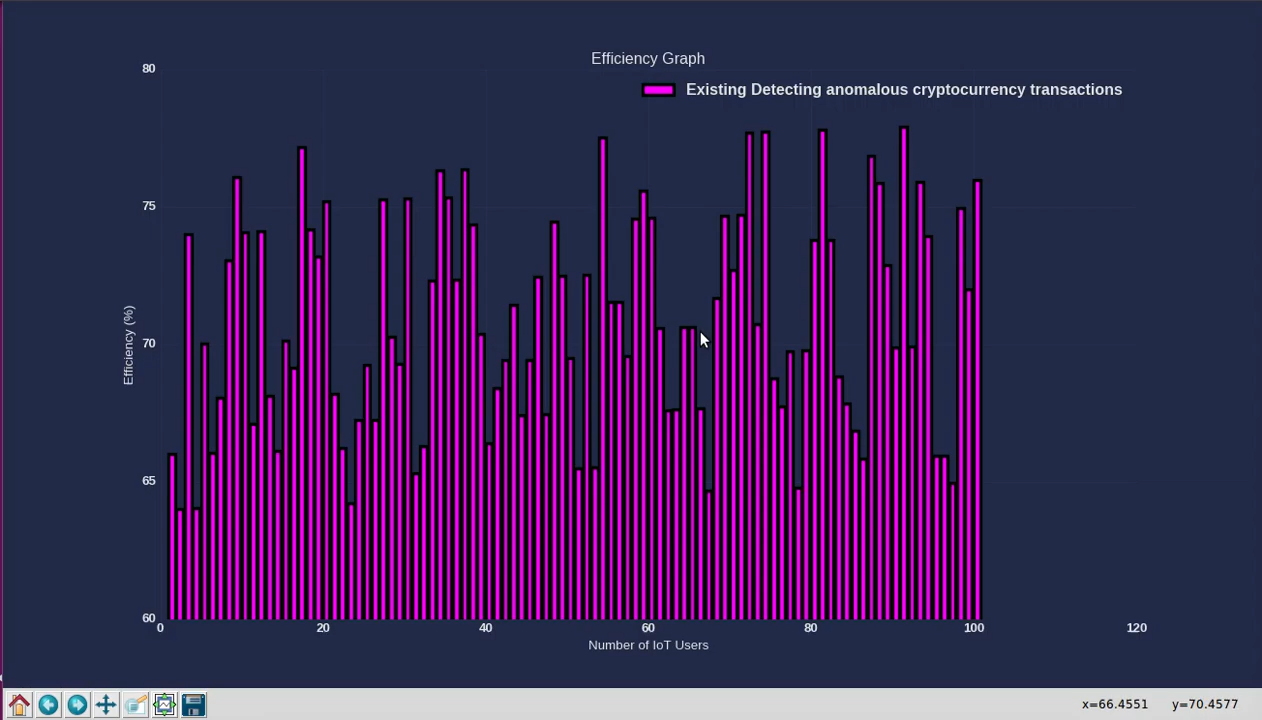 Efficiency Graph
Existing Detecting anomalous cryptocurrency transactions
80
75
70
65
60
Efficiency (%)
0 20 40 60 80 100 120
Number of IoT Users
x=66.4551 y=70.4577